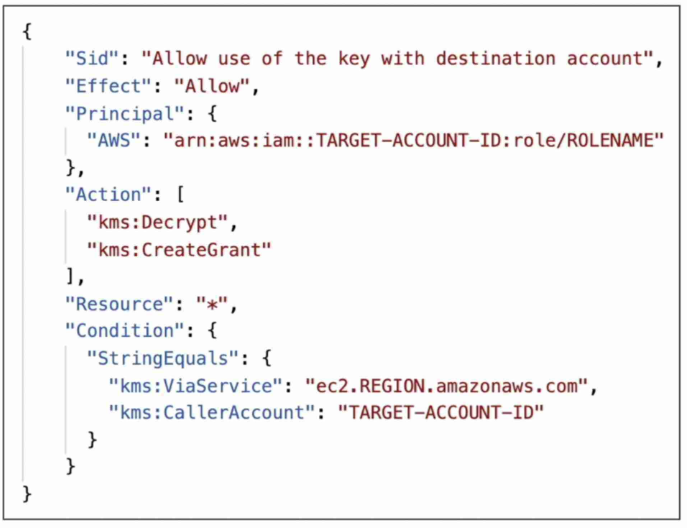 {
"Sid": "Allow use of the key with destination account",
"Effect": "Allow",
"Principal": {
"AWS": "arn:aws:iam::TARGET-ACCOUNT-ID:role/ROLENAME"
},
"Action": [
"kms:Decrypt",
"kms:CreateGrant"
],
"Resource": "*",
"Condition": {
"StringEquals": {
"kms:ViaService": "ec2.REGION.amazonaws.com",
"kms:CallerAccount": "TARGET-ACCOUNT-ID"
}
}
}